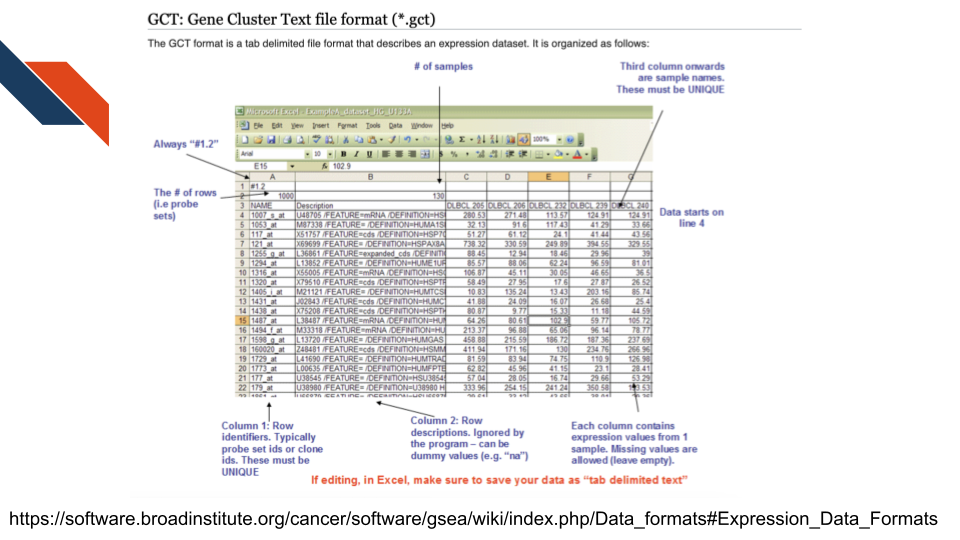 GCT: Gene Cluster Text file format (*.gct)
The GCT format is a tab delimited file format that describes an expression dataset. It is organized as follows:
# of samples
Third column onwards
are sample names.
These must be UNIQUE
Microsoft Excel - ExampleA_dataset_HG_U133A
File Edit View Insert Format Tools Data Window Help
100%
Arial 10 B I U
E15 fx 102.9
Always “#1.2”
The # of rows
(i.e probe
sets)
Data starts on
line 4
A B C D E F G
1 #1.2
2 1000 130
3 NAME Description DLBCL 205 DLBCL 206 DLBCL 232 DLBCL 239 DLBCL 240
4 1007_s_at U48705 /FEATURE=mRNA /DEFINITION=HS 280.53 271.48 113.57 124.91 124.91
5 1053_at M87338 /FEATURE= /DEFINITION=HUMA1S 32.13 91.6 117.43 41.29 33.66
6 117_at X51757 /FEATURE=cds /DEFINITION=HSP70 51.27 61.12 24.1 41.44 43.56
7 121_at X69699 /FEATURE= /DEFINITION=HSPAX8A 738.32 330.59 249.89 394.55 329.55
8 1255_g_at L36861 /FEATURE=expanded_cds /DEFINITI 88.45 12.94 18.46 29.96 39
9 1294_at L13852 /FEATURE= /DEFINITION=HUME1UR 85.57 88.06 62.24 96.59 81.01
10 1316_at X55005 /FEATURE=mRNA /DEFINITION=HS 106.87 45.11 30.05 46.65 36.5
11 1320_at X79510 /FEATURE=cds /DEFINITION=HSPTF 58.49 27.95 17.6 27.87 26.52
12 1405_i_at M21121 /FEATURE= /DEFINITION=HUMTCS 10.83 135.24 13.43 203.16 85.74
13 1431_at J02843 /FEATURE=cds /DEFINITION=HUMC 41.88 24.09 16.07 26.68 25.4
14 1438_at X75208 /FEATURE=cds /DEFINITION=HSPTK 80.87 9.77 15.33 11.18 44.59
15 1487_at L38487 /FEATURE=mRNA /DEFINITION=HU 64.26 80.61 102.9 59.77 105.72
16 1494_f_at M33318 /FEATURE=mRNA /DEFINITION=HU 213.37 96.88 65.06 96.14 78.77
17 1598_g_at L13720 /FEATURE= /DEFINITION=HUMGAS 458.88 215.59 186.72 187.36 237.69
18 160020_at Z48481 /FEATURE=cds /DEFINITION=HSMM 411.94 171.16 130 234.76 266.96
19 1729_at L41690 /FEATURE= /DEFINITION=HUMTRAD 81.59 83.94 74.75 110.9 126.98
20 1773_at L00635 /FEATURE= /DEFINITION=HUMFPTE 62.82 45.96 41.15 23.1 28.41
21 177_at U38545 /FEATURE= /DEFINITION=HSU3854 57.04 28.05 16.74 29.66 53.29
22 179_at U38980 /FEATURE= /DEFINITION=U38980 H 333.96 254.15 241.24 350.58
Column 1: Row
identifiers. Typically
probe set ids or clone
ids. These must be
UNIQUE
Column 2: Row
descriptions. Ignored by
the program – can be
dummy values (e.g. “na”)
Each column contains
expression values from 1
sample. Missing values are
allowed (leave empty).
If editing, in Excel, make sure to save your data as “tab delimited text”
https://software.broadinstitute.org/cancer/software/gsea/wiki/index.php/Data_formats#Expression_Data_Formats